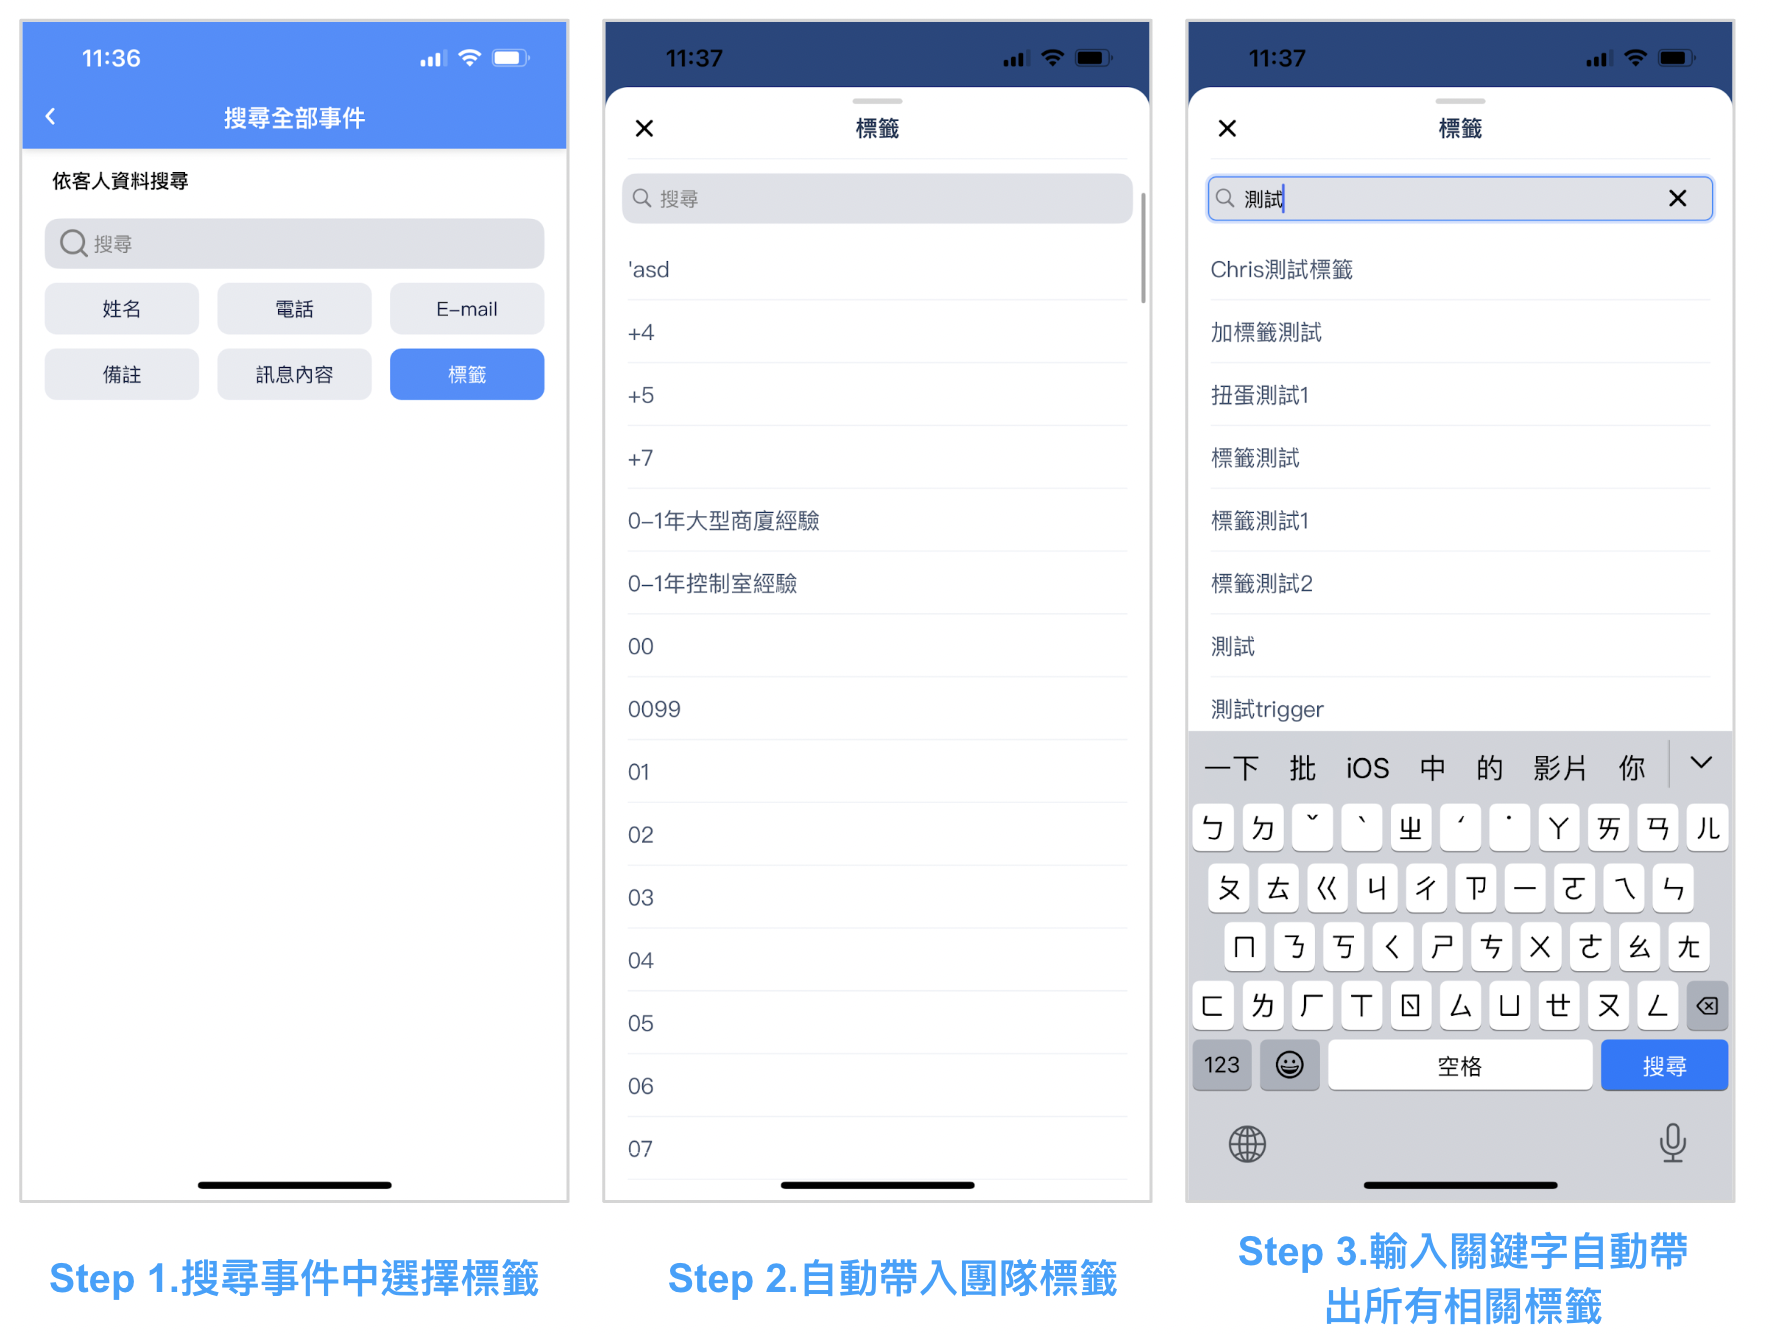 11:36
搜尋全部事件
依客人資料搜尋
搜尋
姓名 電話 E-mail
備註 訊息內容 標籤
Step 1.搜尋事件中選擇標籤
11:37
標籤
搜尋
'asd
+4
+5
+7
0-1年大型商廈經驗
0-1年控制室經驗
00
0099
01
02
03
04
05
06
07
Step 2.自動帶入團隊標籤
11:37
標籤
測試
Chris測試標籤
加標籤測試
扭蛋測試1
標籤測試
標籤測試1
標籤測試2
測試
測試trigger
一下 批 iOS 中 的 影片 你
ㄅ ㄉ ˇ ˋ ㄓ ˊ ˙ ㄚ ㄞ ㄢ ㄦ
ㄆ ㄊ ㄍ ㄐ ㄔ ㄗ ㄧ ㄛ ㄟ ㄣ
ㄇ ㄋ ㄎ ㄑ ㄕ ㄘ ㄨ ㄜ ㄠ ㄤ
ㄈ ㄌ ㄏ ㄒ ㄖ ㄙ ㄩ ㄝ ㄡ ㄥ
123 空格 搜尋
Step 3.輸入關鍵字自動帶
出所有相關標籤